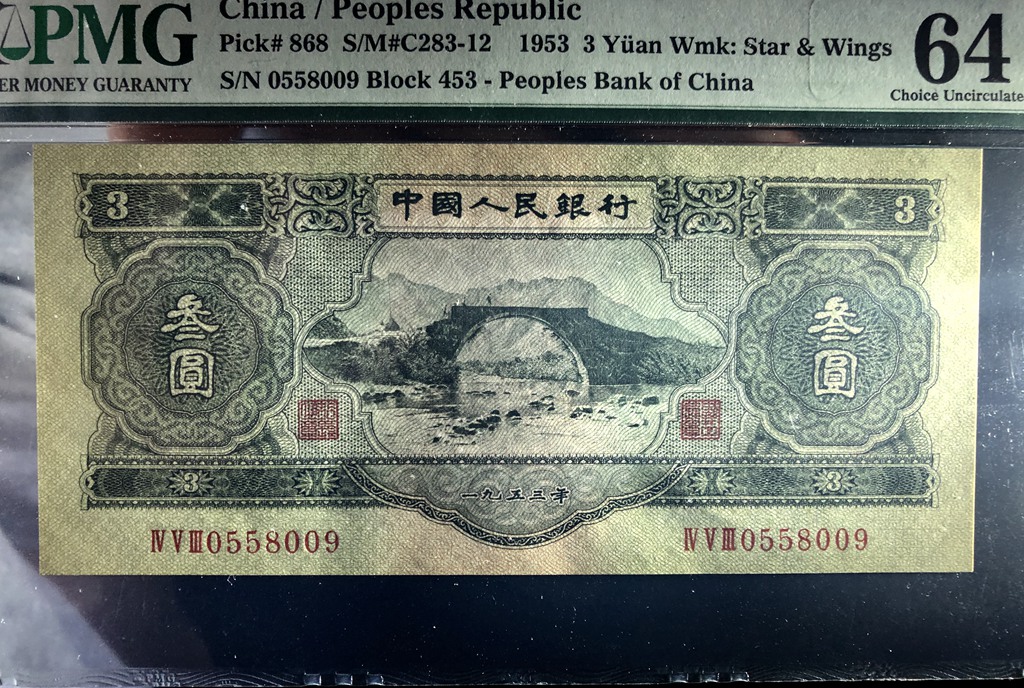 China / Peoples Republic
PMG
Pick# 868 S/M#C283-12 1953 3 Yüan Wmk: Star & Wings
64
ER MONEY GUARANTY
S/N 0558009 Block 453 - Peoples Bank of China
Choice Uncirculate
3 中國人民銀行 3
叁圓 叁圓
3 一九五三年 3
ⅣⅤⅢ0558009 ⅣⅤⅢ0558009